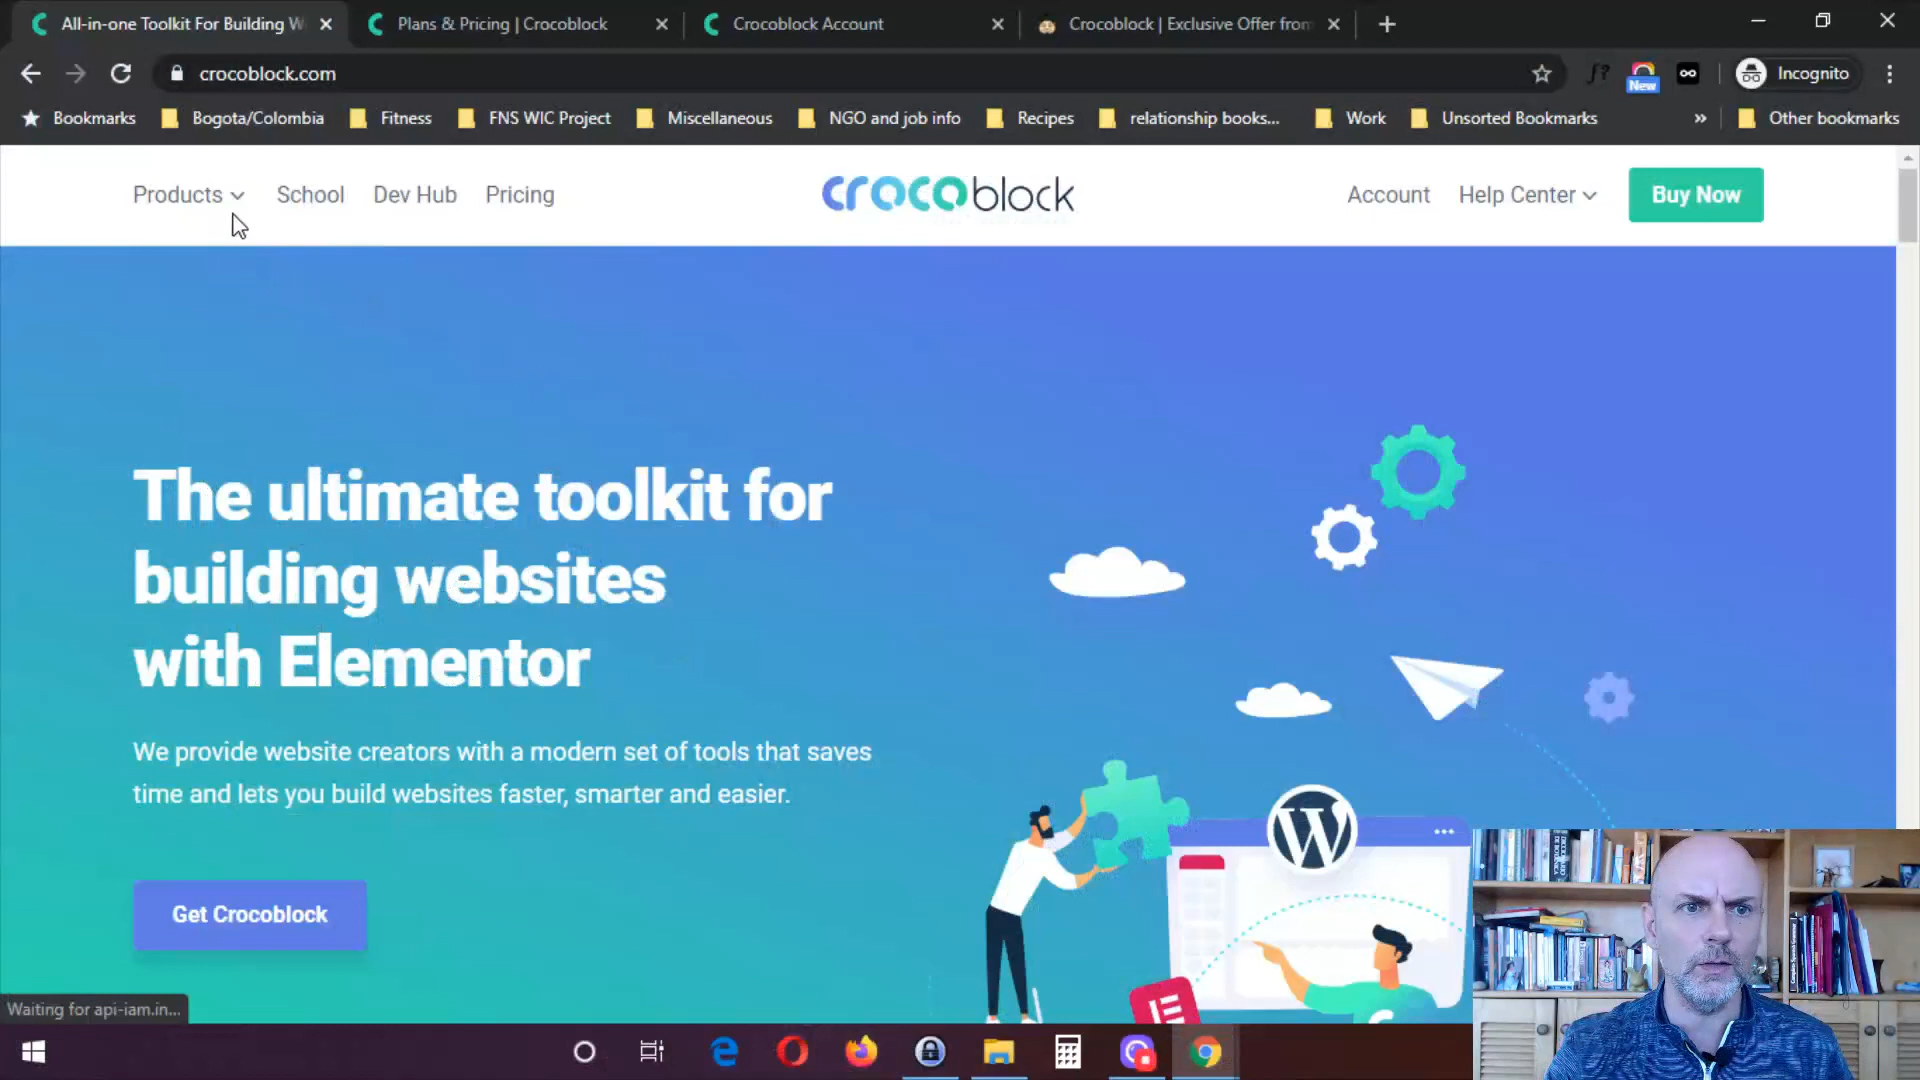 All-in-one Toolkit For Building W
Plans & Pricing | Crocoblock
Crocoblock Account
Crocoblock | Exclusive Offer from
crocoblock.com
f?
New
Incognito
Bookmarks
Bogota/Colombia
Fitness
FNS WIC Project
Miscellaneous
NGO and job info
Recipes
relationship books...
Work
Unsorted Bookmarks
»
Other bookmarks
Products
School
Dev Hub
Pricing
crocoblock
Account
Help Center
Buy Now
The ultimate toolkit for
building websites
with Elementor
We provide website creators with a modern set of tools that saves
time and lets you build websites faster, smarter and easier.
Get Crocoblock
Waiting for api-iam.in...